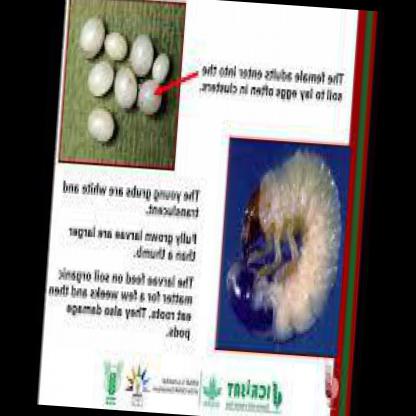 The female adults enter into the
soil to lay eggs often in clusters.
The young grubs are white and
translucent.
Fully grown larvae are larger
than a thumb.
The larvae feed on soil organic
matter for a few weeks and then
eat roots. They also damage
pods.
ICRISAT